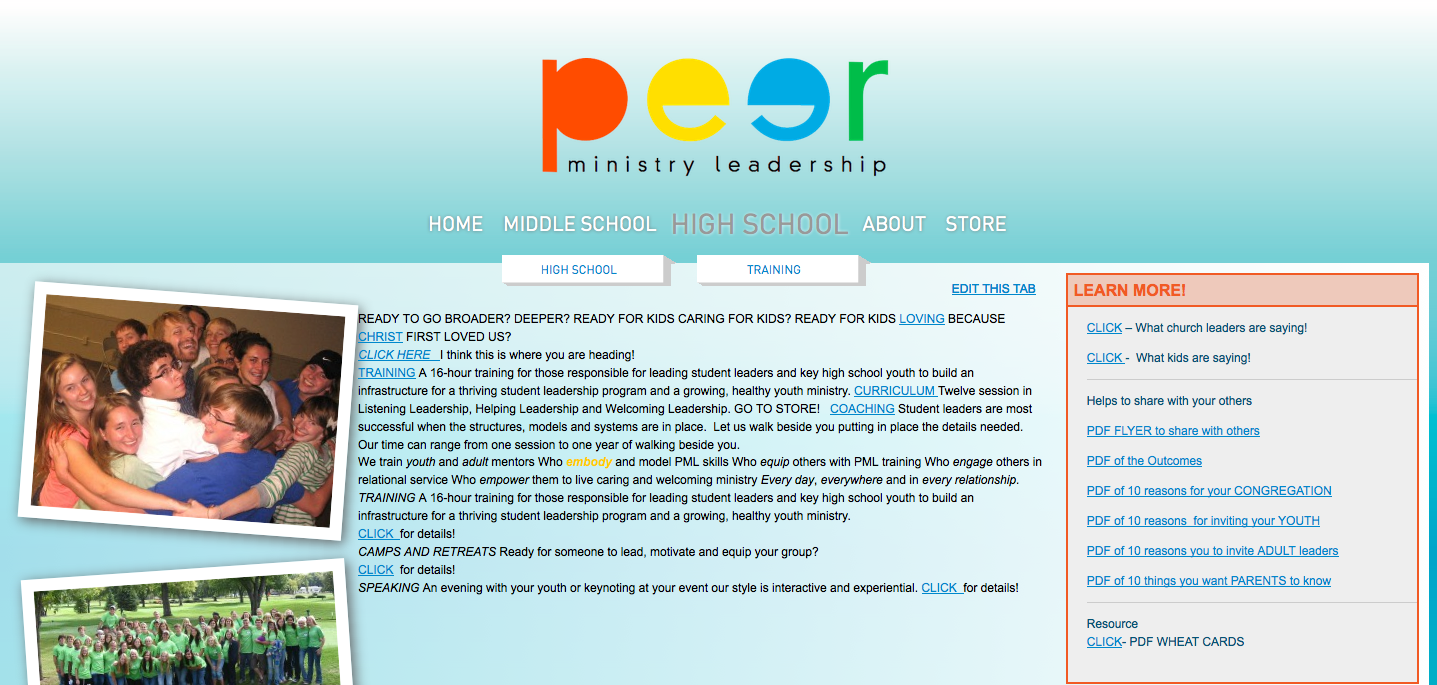 peer
ministry leadership
HOME MIDDLE SCHOOL HIGH SCHOOL ABOUT STORE
HIGH SCHOOL TRAINING
EDIT THIS TAB
READY TO GO BROADER? DEEPER? READY FOR KIDS CARING FOR KIDS? READY FOR KIDS LOVING BECAUSE
CHRIST FIRST LOVED US?
CLICK HERE I think this is where you are heading!
TRAINING A 16-hour training for those responsible for leading student leaders and key high school youth to build an
infrastructure for a thriving student leadership program and a growing, healthy youth ministry. CURRICULUM Twelve session in
Listening Leadership, Helping Leadership and Welcoming Leadership. GO TO STORE! COACHING Student leaders are most
successful when the structures, models and systems are in place. Let us walk beside you putting in place the details needed.
Our time can range from one session to one year of walking beside you.
We train youth and adult mentors Who embody and model PML skills Who equip others with PML training Who engage others in
relational service Who empower them to live caring and welcoming ministry Every day, everywhere and in every relationship.
TRAINING A 16-hour training for those responsible for leading student leaders and key high school youth to build an
infrastructure for a thriving student leadership program and a growing, healthy youth ministry.
CLICK for details!
CAMPS AND RETREATS Ready for someone to lead, motivate and equip your group?
CLICK for details!
SPEAKING An evening with your youth or keynoting at your event our style is interactive and experiential. CLICK for details!
LEARN MORE!
CLICK – What church leaders are saying!
CLICK - What kids are saying!
Helps to share with your others
PDF FLYER to share with others
PDF of the Outcomes
PDF of 10 reasons for your CONGREGATION
PDF of 10 reasons for inviting your YOUTH
PDF of 10 reasons you to invite ADULT leaders
PDF of 10 things you want PARENTS to know
Resource
CLICK- PDF WHEAT CARDS